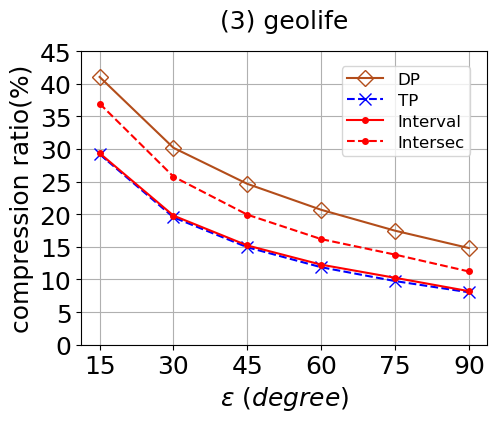 (3) geolife
compression ratio(%)
45
40
35
30
25
20
15
10
5
0
DP
TP
Interval
Intersec
15 30 45 60 75 90
ε (degree)